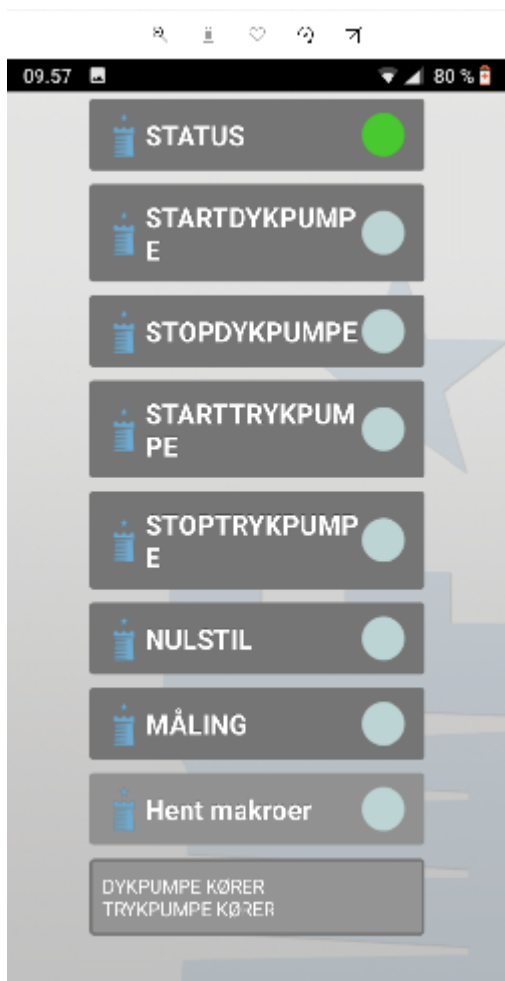 09.57
80 %
STATUS
STARTDYKPUMP
E
STOPDYKPUMPE
STARTTRYKPUM
PE
STOPTRYKPUMP
E
NULSTIL
MÅLING
Hent makroer
DYKPUMPE KØRER
TRYKPUMPE KØRER